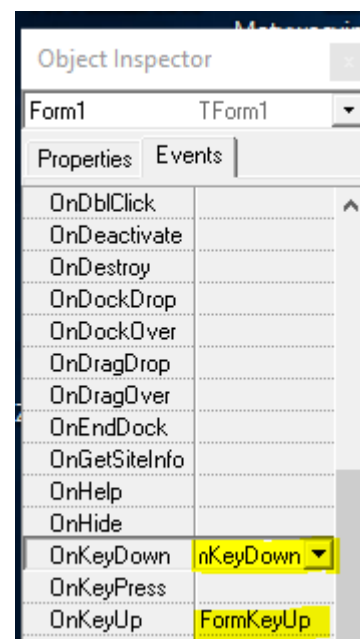 Object Inspector
Form1 TForm1
Properties Events
OnDblClick
OnDeactivate
OnDestroy
OnDockDrop
OnDockOver
OnDragDrop
OnDragOver
OnEndDock
OnGetSiteInfo
OnHelp
OnHide
OnKeyDown nKeyDown
OnKeyPress
OnKeyUp FormKeyUp